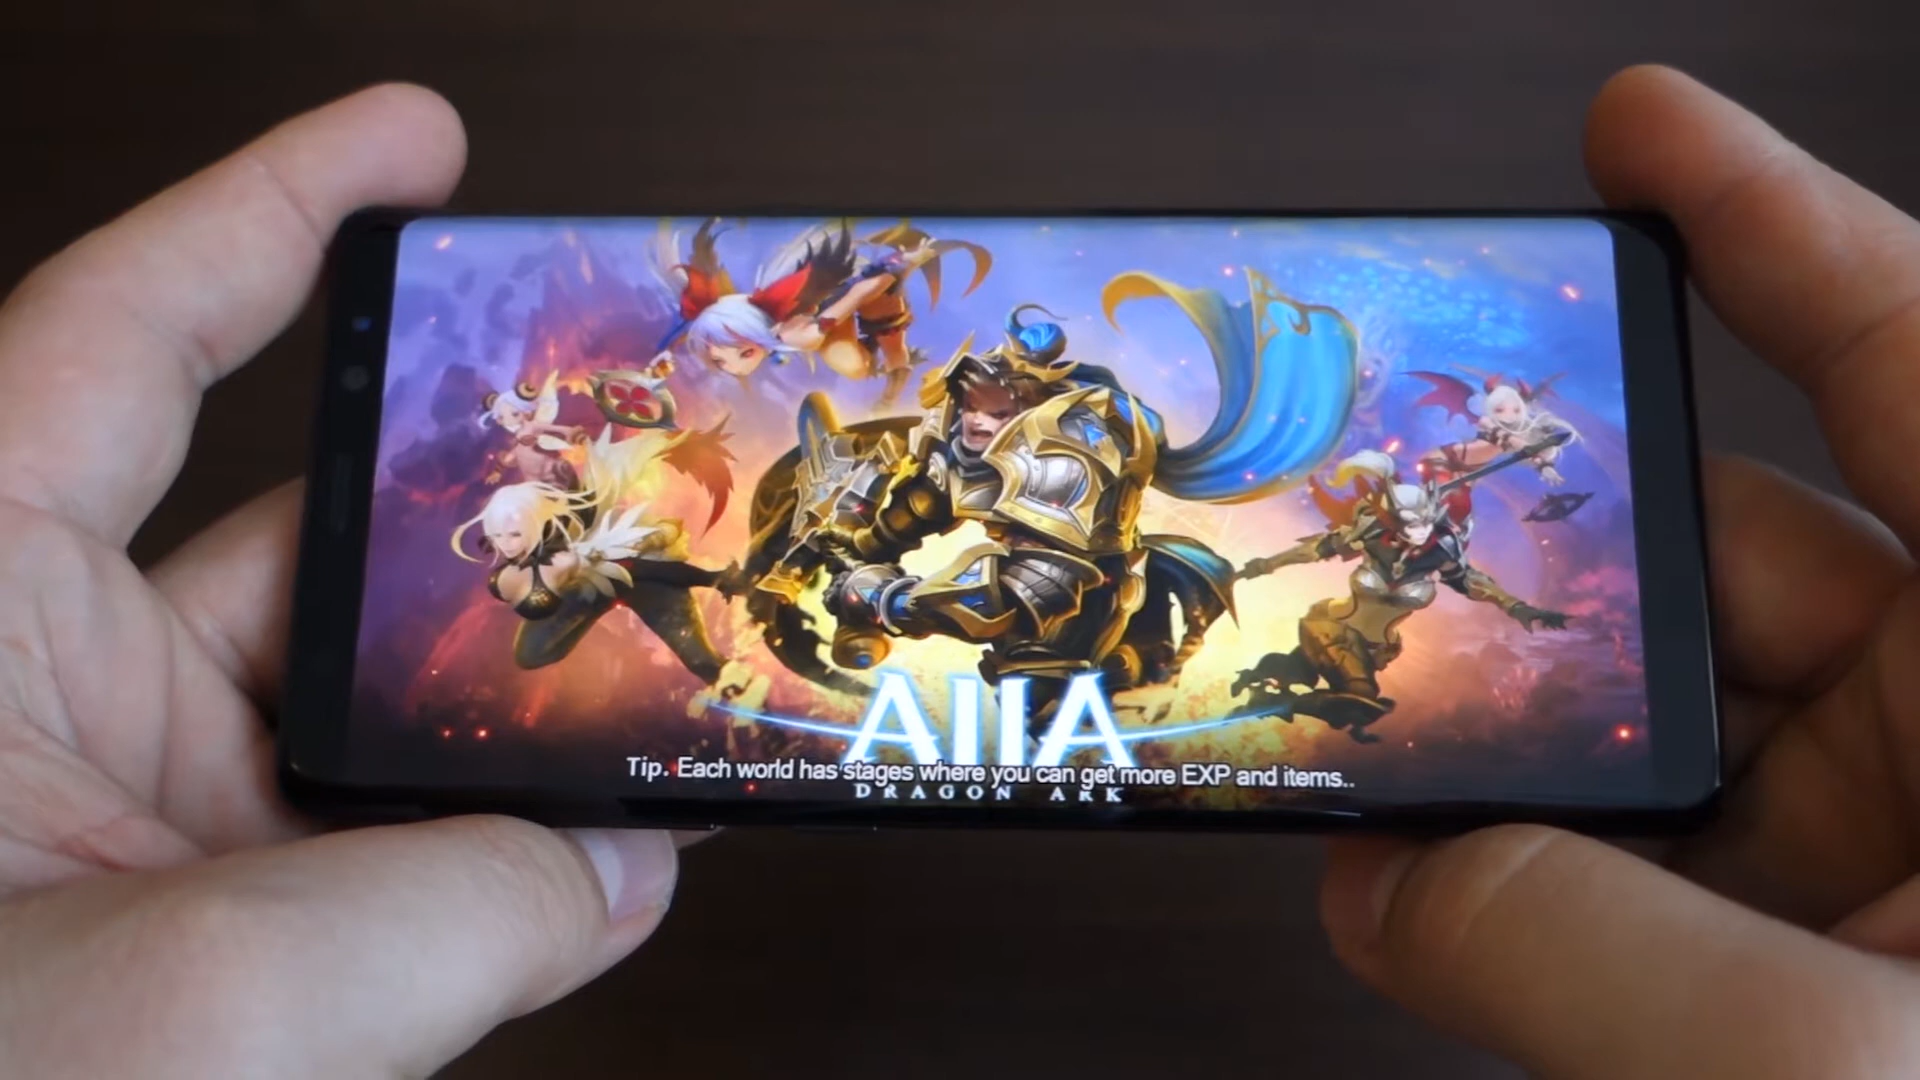 AIIA
Tip. Each world has stages where you can get more EXP and items..
DRAGON ARK